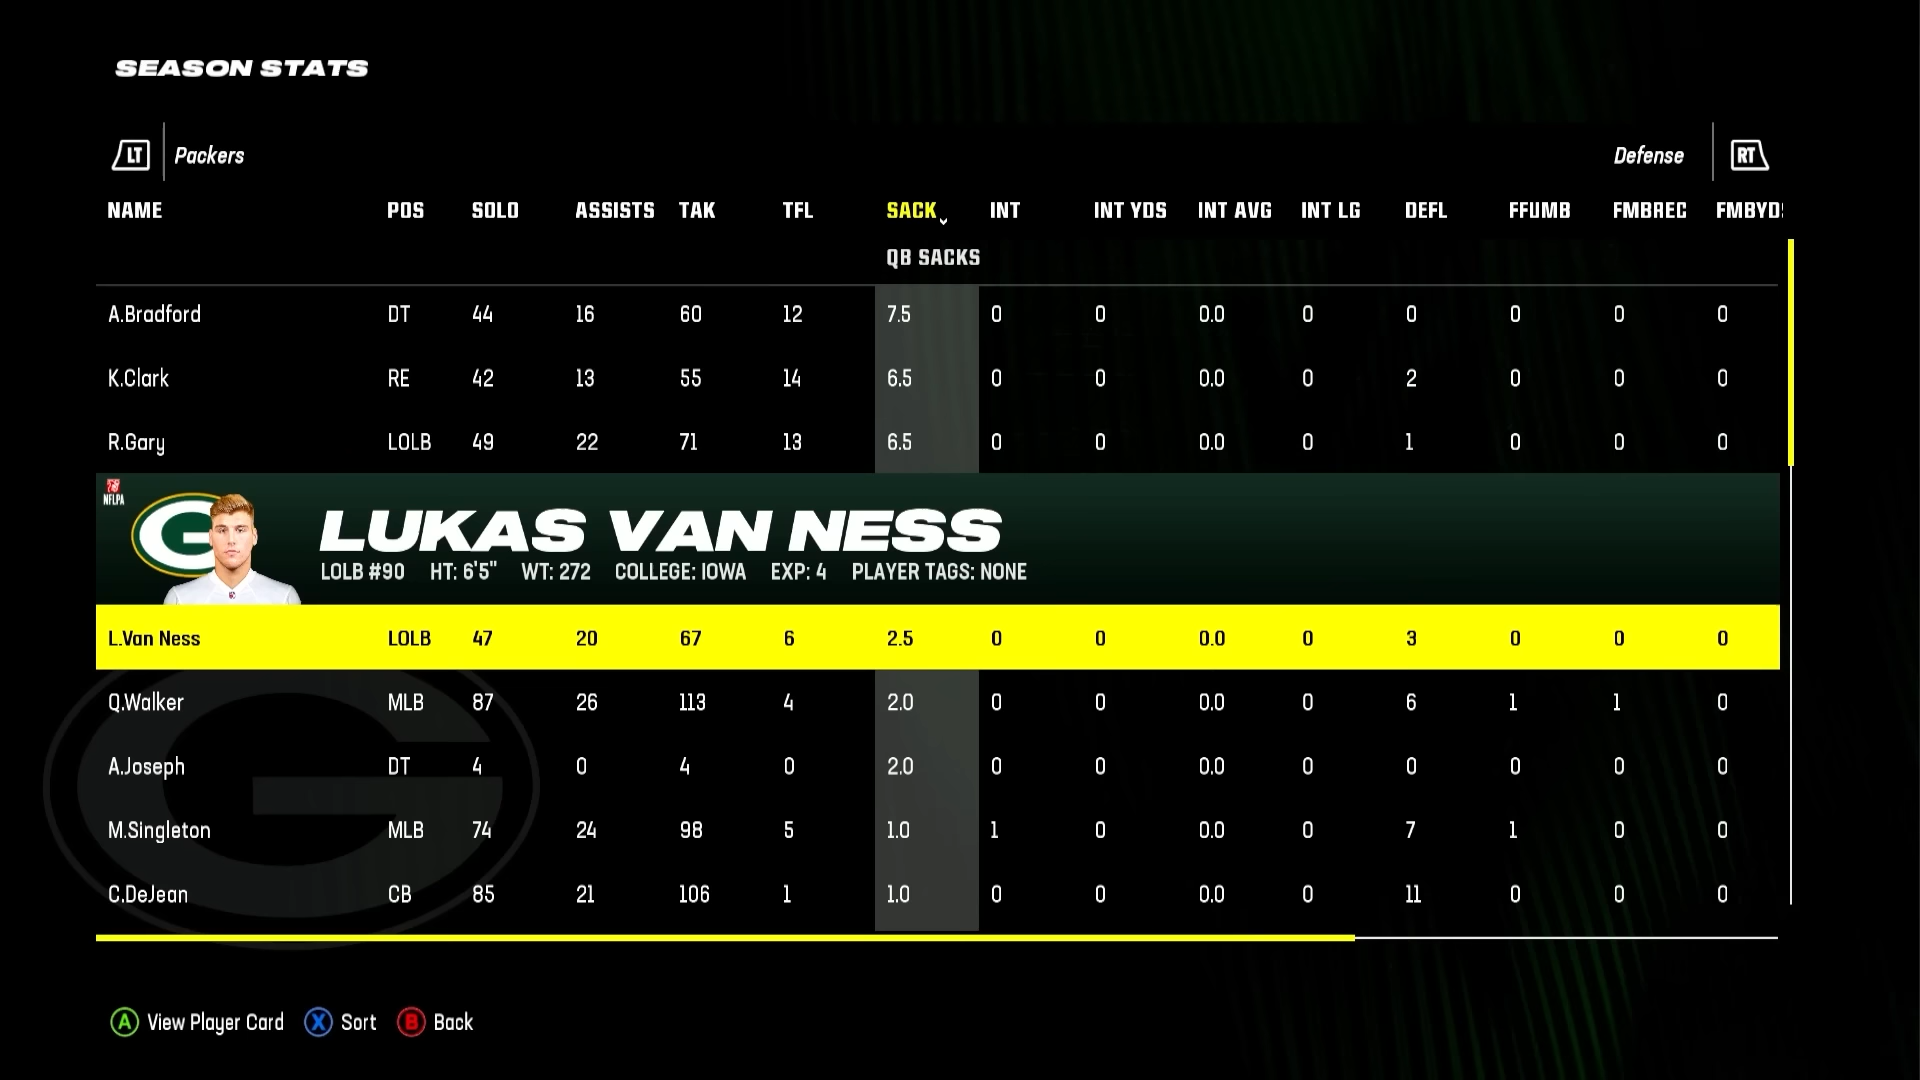 SEASON STATS
LT Packers Defense RT
NAME POS SOLO ASSISTS TAK TFL SACK INT INT YDS INT AVG INT LG DEFL FFUMB FMBREC FMBYDS
QB SACKS
A.Bradford DT 44 16 60 12 7.5 0 0 0.0 0 0 0 0 0
K.Clark RE 42 13 55 14 6.5 0 0 0.0 0 2 0 0 0
R.Gary LOLB 49 22 71 13 6.5 0 0 0.0 0 1 0 0 0
NFLPA
G
LUKAS VAN NESS
LOLB #90 HT: 6'5" WT: 272 COLLEGE: IOWA EXP: 4 PLAYER TAGS: NONE
L.Van Ness LOLB 47 20 67 6 2.5 0 0 0.0 0 3 0 0 0
Q.Walker MLB 87 26 113 4 2.0 0 0 0.0 0 6 1 1 0
A.Joseph DT 4 0 4 0 2.0 0 0 0.0 0 0 0 0 0
M.Singleton MLB 74 24 98 5 1.0 1 0 0.0 0 7 1 0 0
C.DeJean CB 85 21 106 1 1.0 0 0 0.0 0 11 0 0 0
A View Player Card X Sort B Back